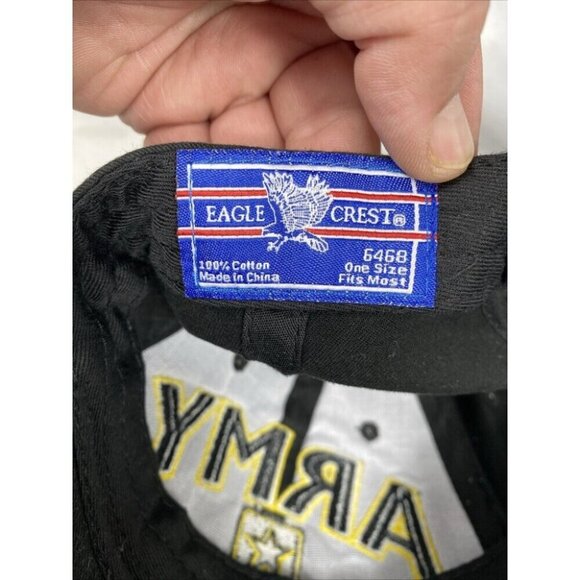 EAGLE CREST®
6468
100% Cotton One Size
Made in China Fits Most
ARMY